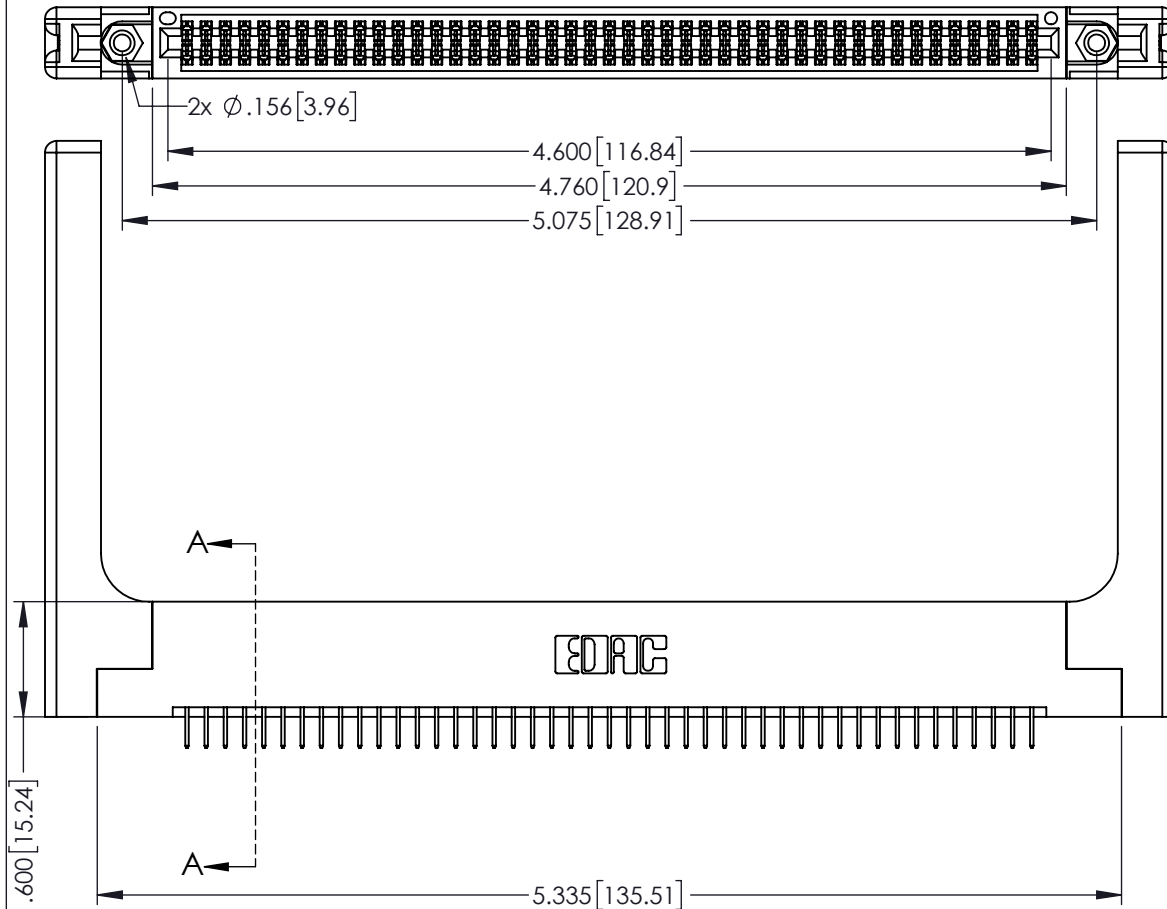 2x ∅.156[3.96]
4.600[116.84]
4.760[120.9]
5.075[128.91]
A
EDAC
.600[15.24]
A
5.335[135.51]